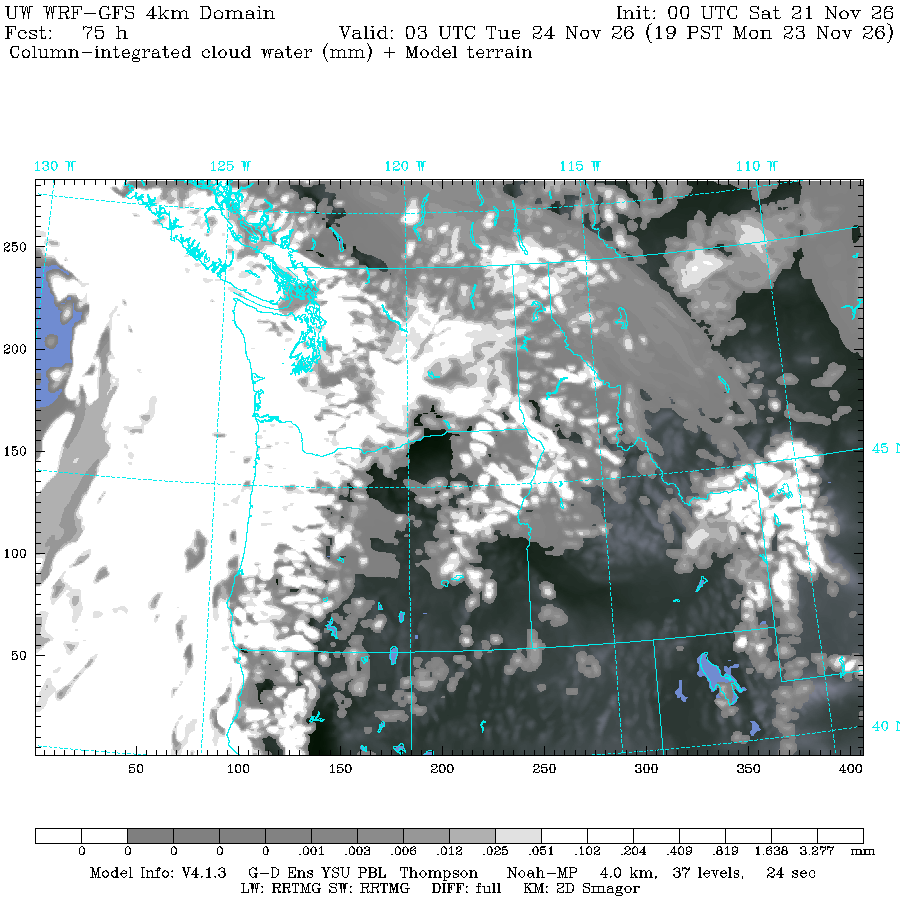 UW WRF-GFS 4km Domain Init: 00 UTC Sat 21 Nov 26
Fcst: 75 h Valid: 03 UTC Tue 24 Nov 26 (19 PST Mon 23 Nov 26)
Column-integrated cloud water (mm) + Model terrain
130 W 125 W 120 W 115 W 110 W
250
200
150 45 N
100
50
40 N
50 100 150 200 250 300 350 400
0 0 0 0 0 .001 .003 .006 .012 .025 .051 .102 .204 .409 .819 1.638 3.277 mm
Model Info: V4.1.3 G-D Ens YSU PBL Thompson Noah-MP 4.0 km, 37 levels, 24 sec
LW: RRTMG SW: RRTMG DIFF: full KM: 2D Smagor